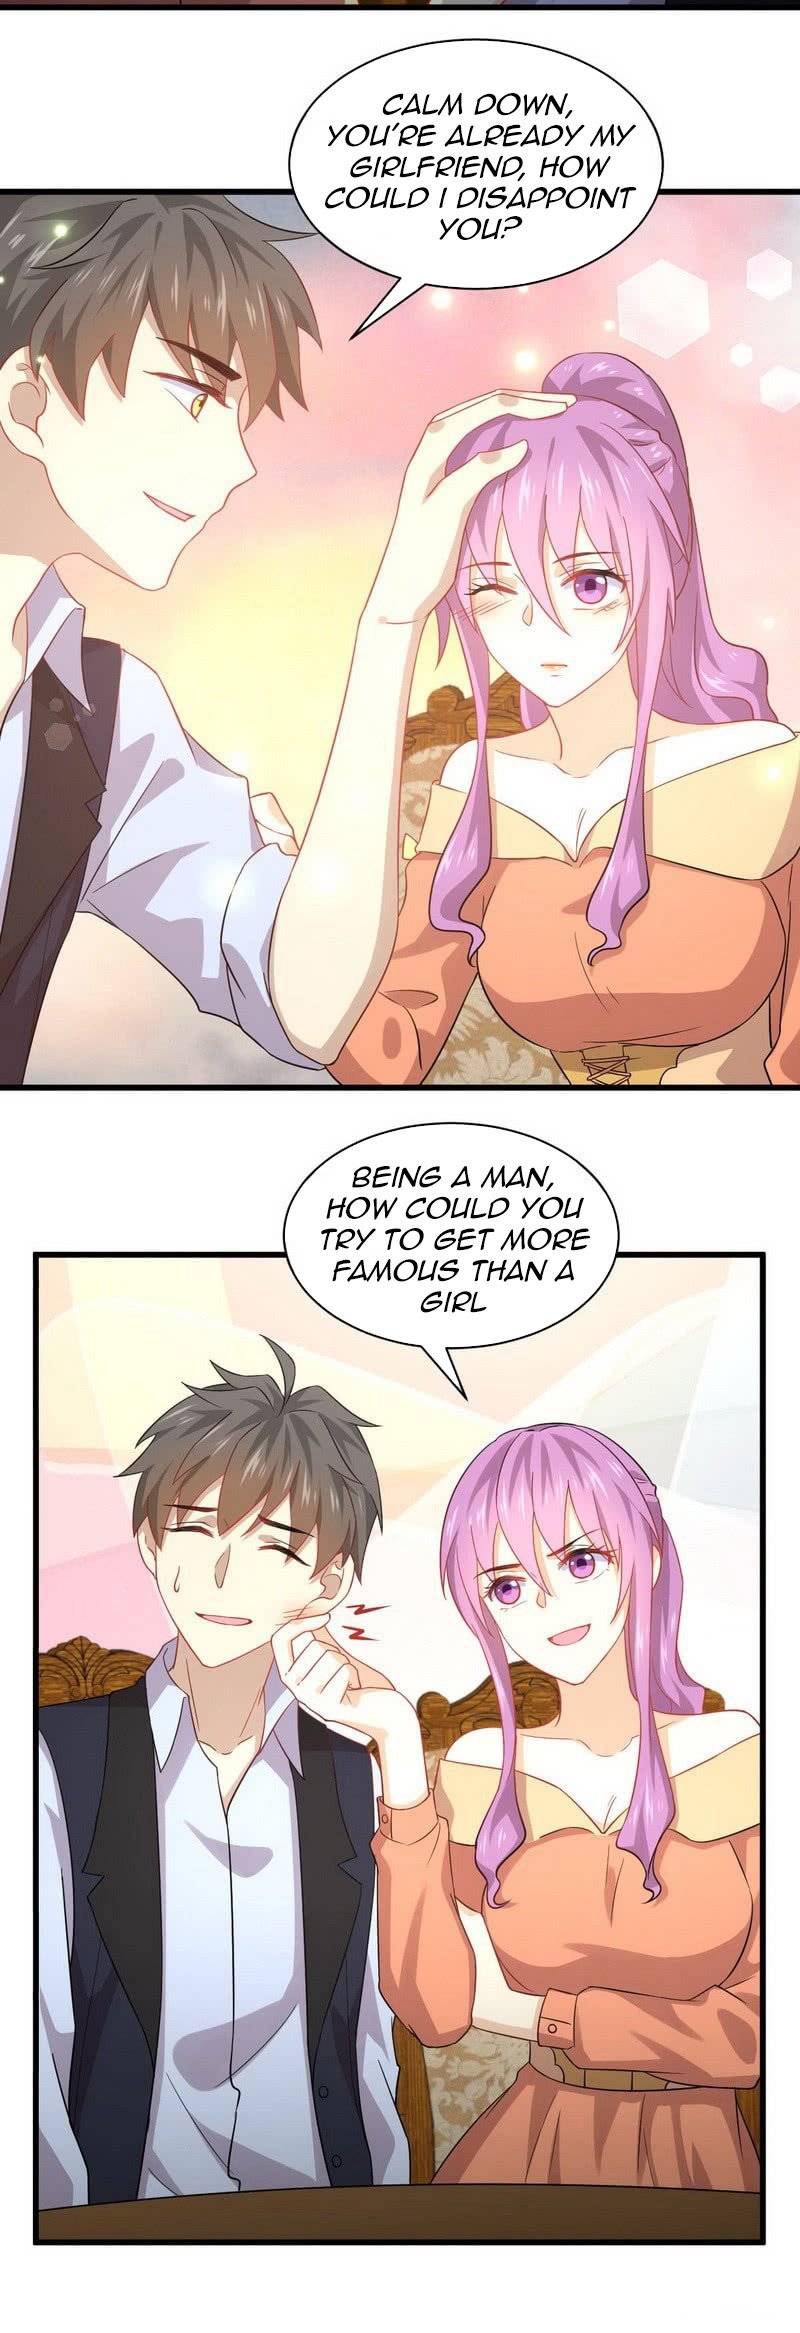 CALM DOWN,
YOU'RE ALREADY MY
GIRLFRIEND, HOW
COULD I DISAPPOINT
YOU?
BEING A MAN,
HOW COULD YOU
TRY TO GET MORE
FAMOUS THAN A
GIRL